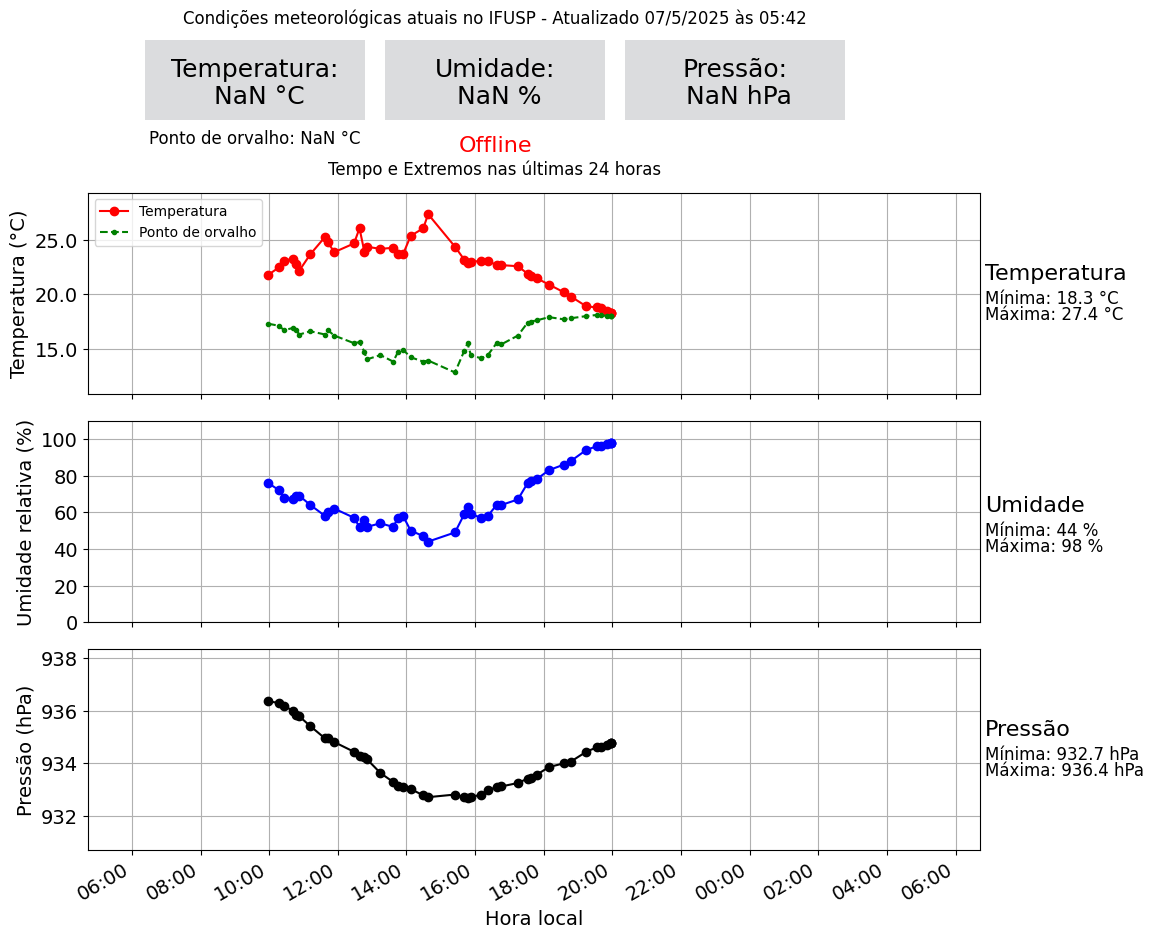 Condições meteorológicas atuais no IFUSP - Atualizado 07/5/2025 às 05:42
Temperatura:
NaN °C
Umidade:
NaN %
Pressão:
NaN hPa
Ponto de orvalho: NaN °C
Offline
Tempo e Extremos nas últimas 24 horas
Temperatura (°C)
25.0
20.0
15.0
Temperatura
Ponto de orvalho
Temperatura
Mínima: 18.3 °C
Máxima: 27.4 °C
Umidade relativa (%)
100
80
60
40
20
0
Umidade
Mínima: 44 %
Máxima: 98 %
Pressão (hPa)
938
936
934
932
Pressão
Mínima: 932.7 hPa
Máxima: 936.4 hPa
06:00 08:00 10:00 12:00 14:00 16:00 18:00 20:00 22:00 00:00 02:00 04:00 06:00
Hora local